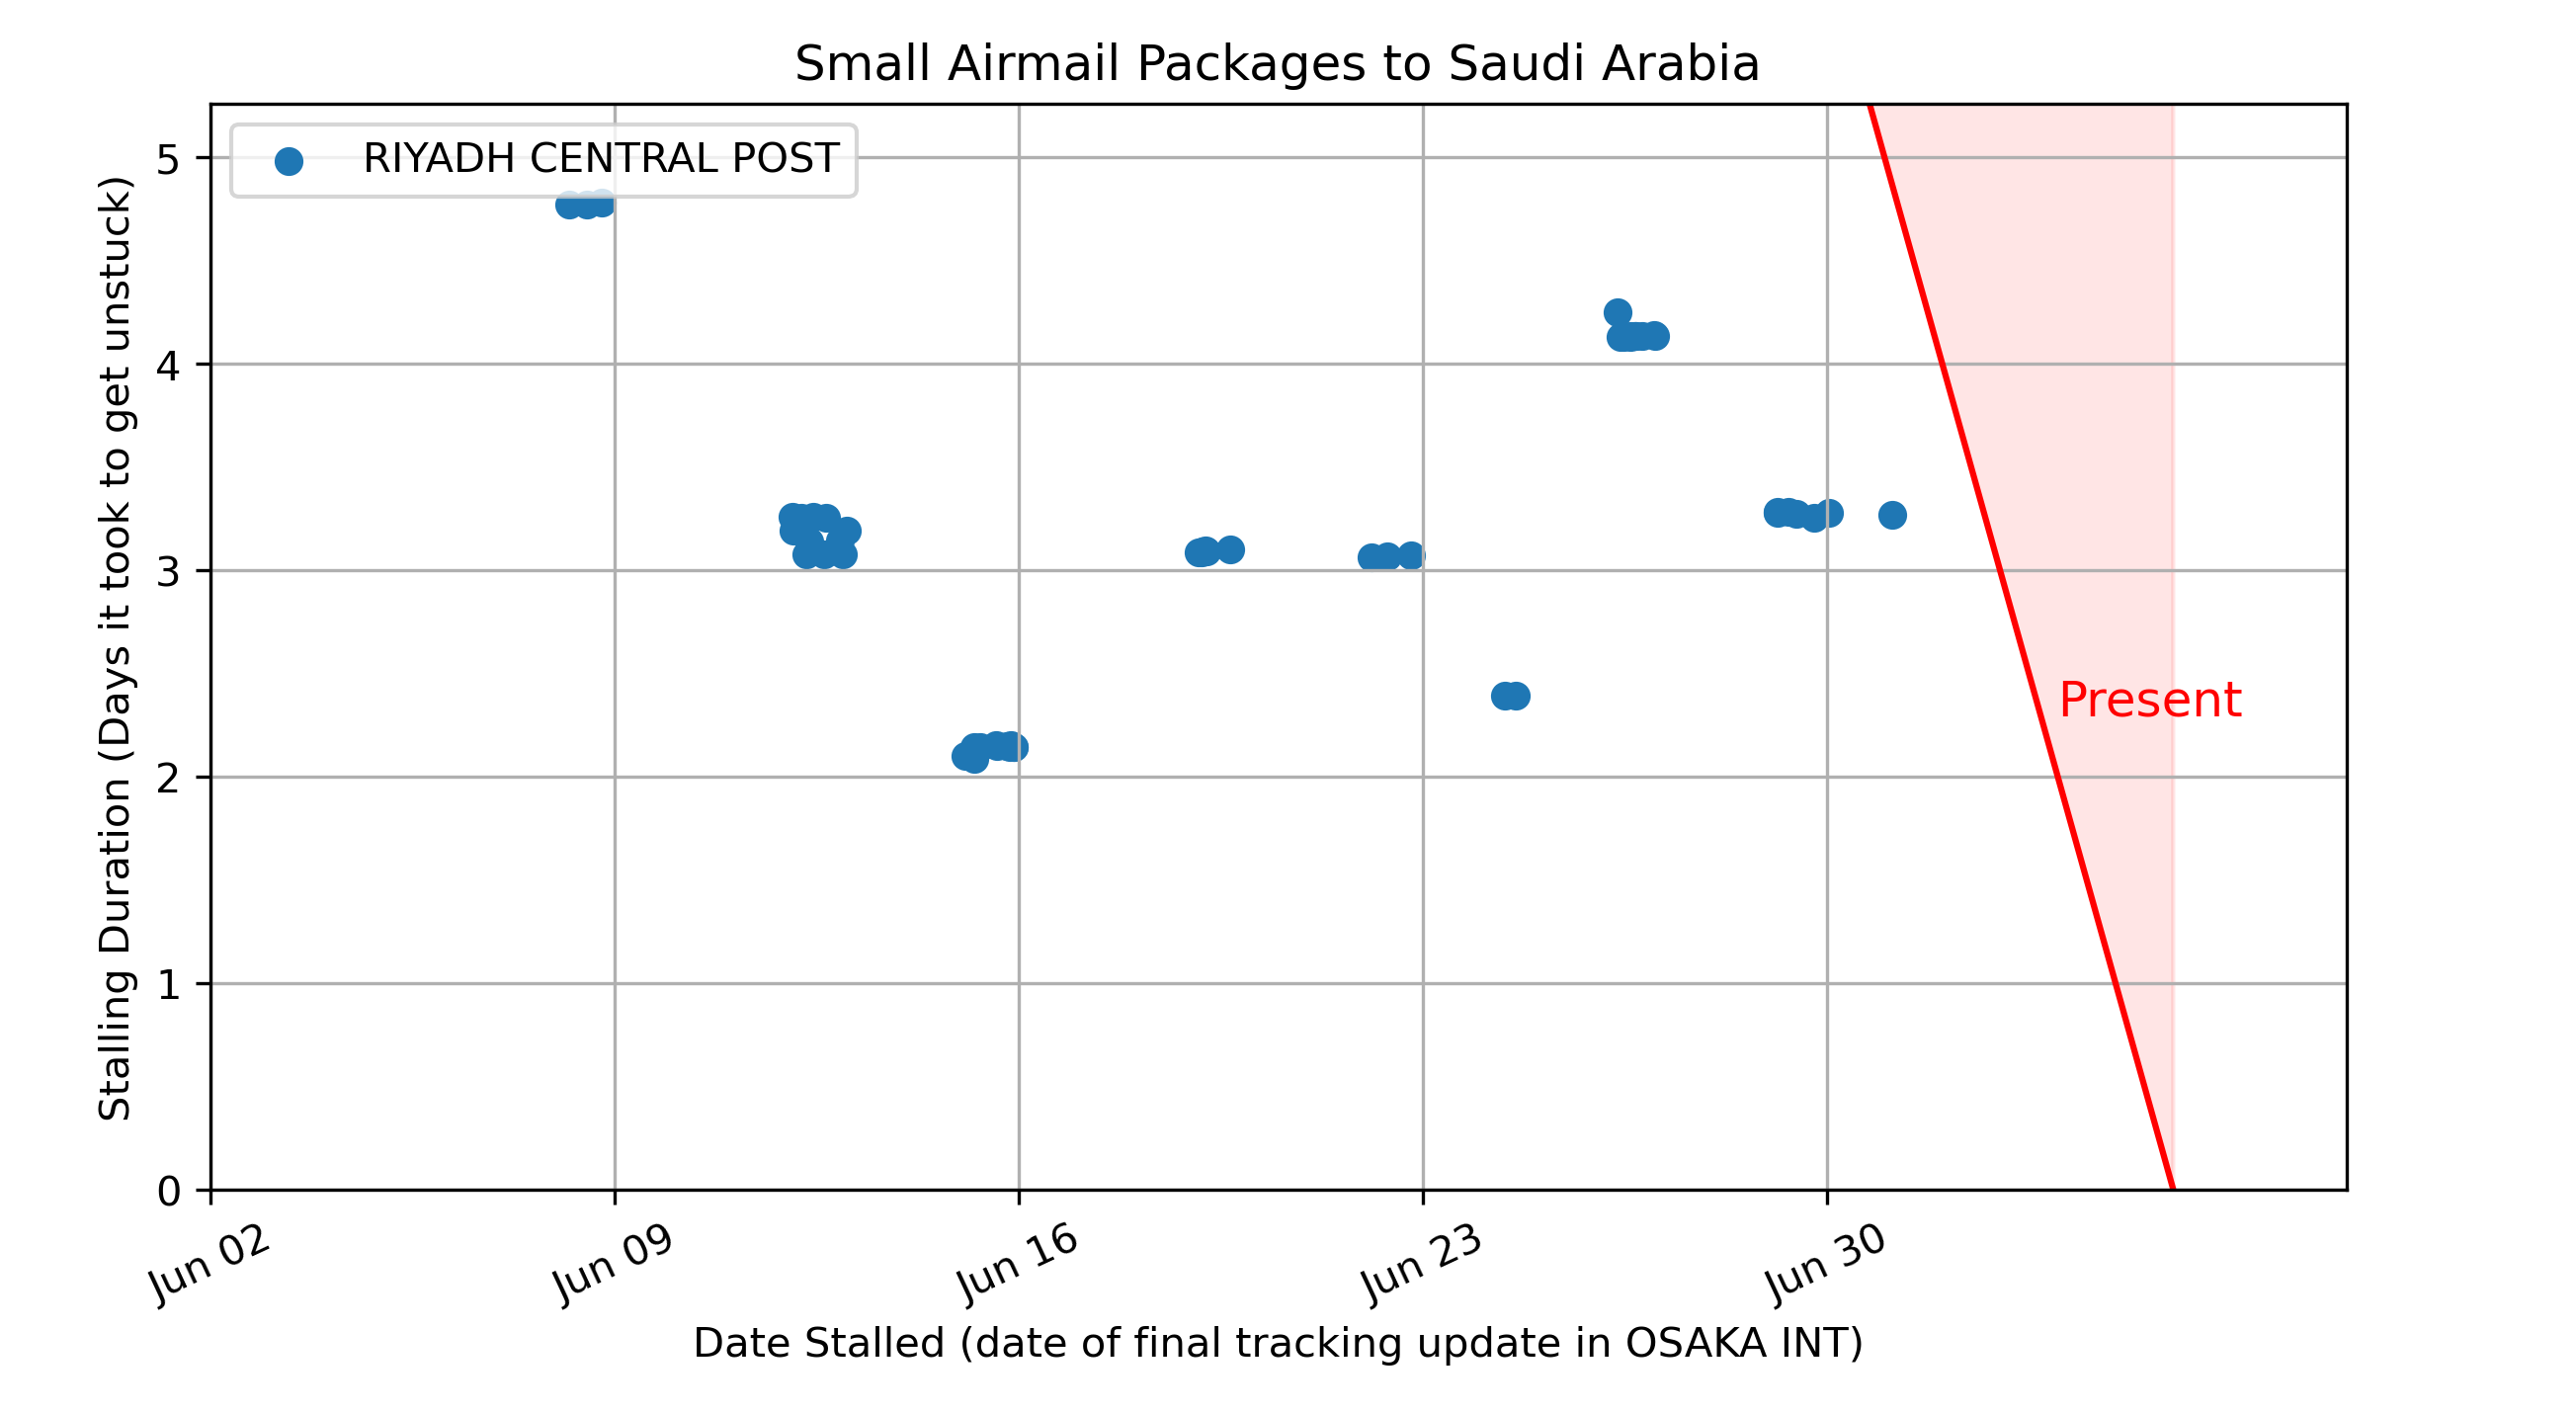 Small Airmail Packages to Saudi Arabia
RIYADH CENTRAL POST
Stalling Duration (Days it took to get unstuck)
5
4
3
2
1
0
Present
Jun 02
Jun 09
Jun 16
Jun 23
Jun 30
Date Stalled (date of final tracking update in OSAKA INT)